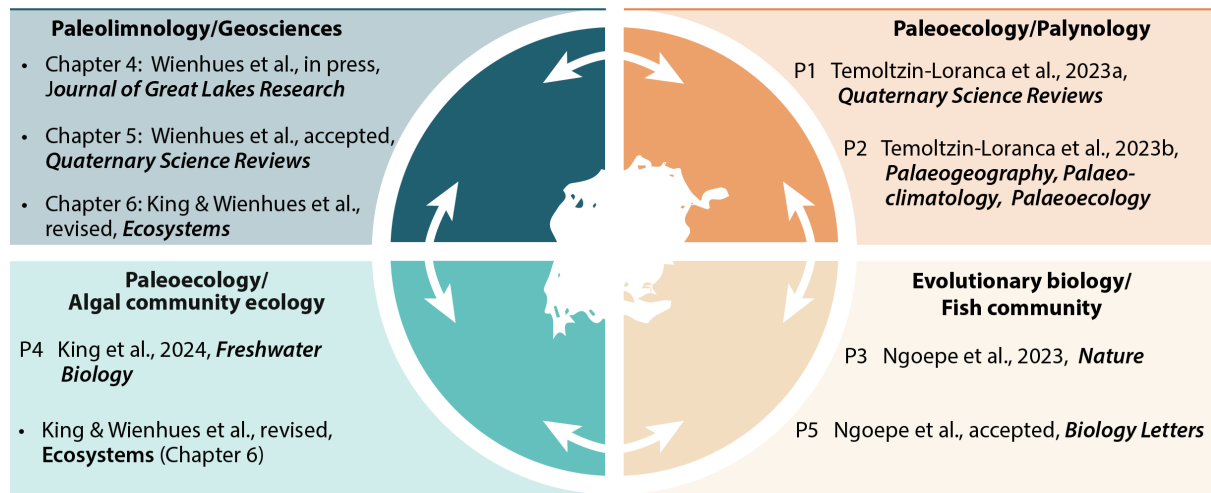 Paleolimnology/Geosciences
• Chapter 4: Wienhues et al., in press,
Journal of Great Lakes Research
• Chapter 5: Wienhues et al., accepted,
Quaternary Science Reviews
• Chapter 6: King & Wienhues et al.,
revised, Ecosystems
Paleoecology/Palynology
P1 Temoltzin-Loranca et al., 2023a,
Quaternary Science Reviews
P2 Temoltzin-Loranca et al., 2023b,
Palaeogeography, Palaeo-
climatology, Palaeoecology
Paleoecology/
Algal community ecology
P4 King et al., 2024, Freshwater
Biology
• King & Wienhues et al., revised,
Ecosystems (Chapter 6)
Evolutionary biology/
Fish community
P3 Ngoepe et al., 2023, Nature
P5 Ngoepe et al., accepted, Biology Letters